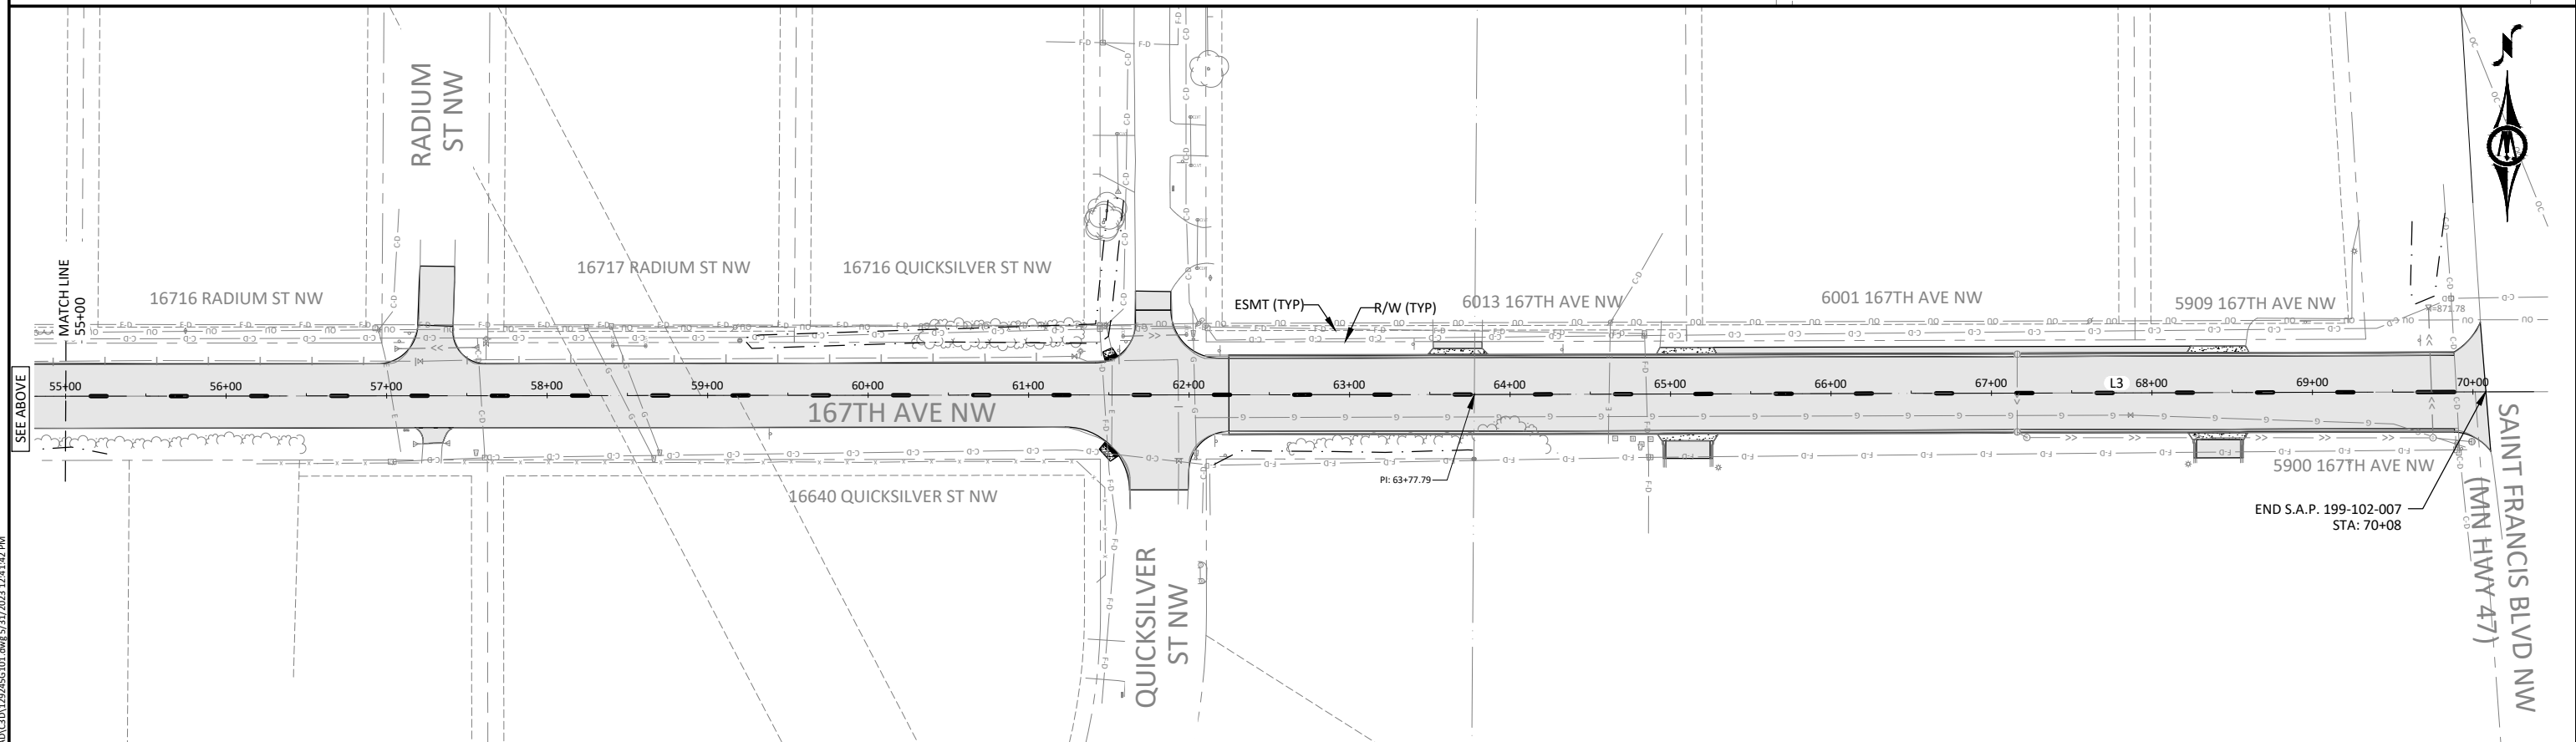 RADIUM
ST NW
MATCH LINE
55+00
SEE ABOVE
16716 RADIUM ST NW
16717 RADIUM ST NW
16716 QUICKSILVER ST NW
ESMT (TYP)
R/W (TYP)
6013 167TH AVE NW
6001 167TH AVE NW
5909 167TH AVE NW
871.78
55+00
56+00
57+00
58+00
59+00
60+00
61+00
62+00
63+00
64+00
65+00
66+00
67+00
L3
68+00
69+00
70+00
167TH AVE NW
PI: 63+77.79
16640 QUICKSILVER ST NW
5900 167TH AVE NW
END S.A.P. 199-102-007
STA: 70+08
QUICKSILVER
ST NW
SAINT FRANCIS BLVD NW
(MN HWY 47)
N